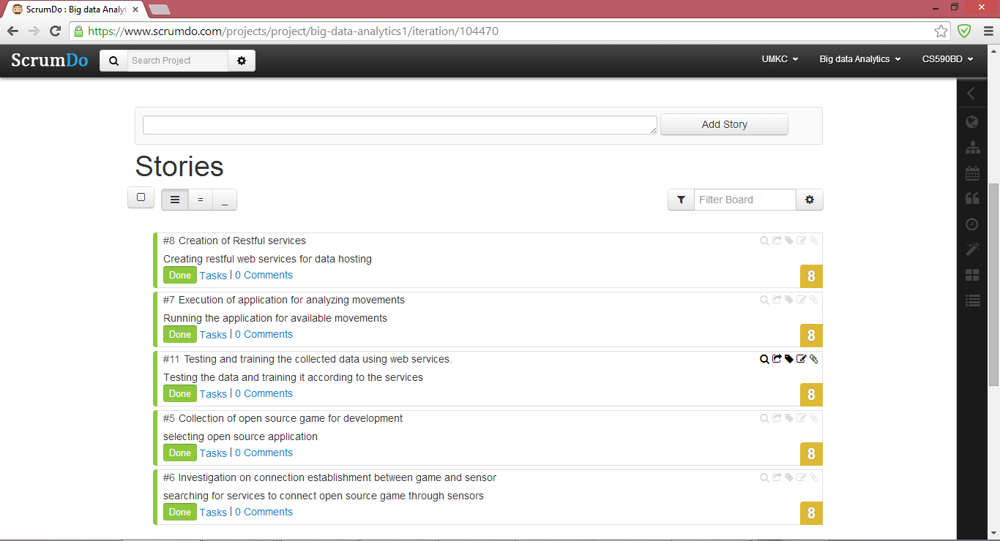 ScrumDo : Big data Analyt
https://www.scrumdo.com/projects/project/big-data-analytics1/iteration/104470
ScrumDo Search Project UMKC Big data Analytics CS590BD
Add Story
Stories
= _ Filter Board
#8 Creation of Restful services
Creating restful web services for data hosting
Done Tasks | 0 Comments 8
#7 Execution of application for analyzing movements
Running the application for available movements
Done Tasks | 0 Comments 8
#11 Testing and training the collected data using web services.
Testing the data and training it according to the services
Done Tasks | 0 Comments 8
#5 Collection of open source game for development
selecting open source application
Done Tasks | 0 Comments 8
#6 Investigation on connection establishment between game and sensor
searching for services to connect open source game through sensors
Done Tasks | 0 Comments 8